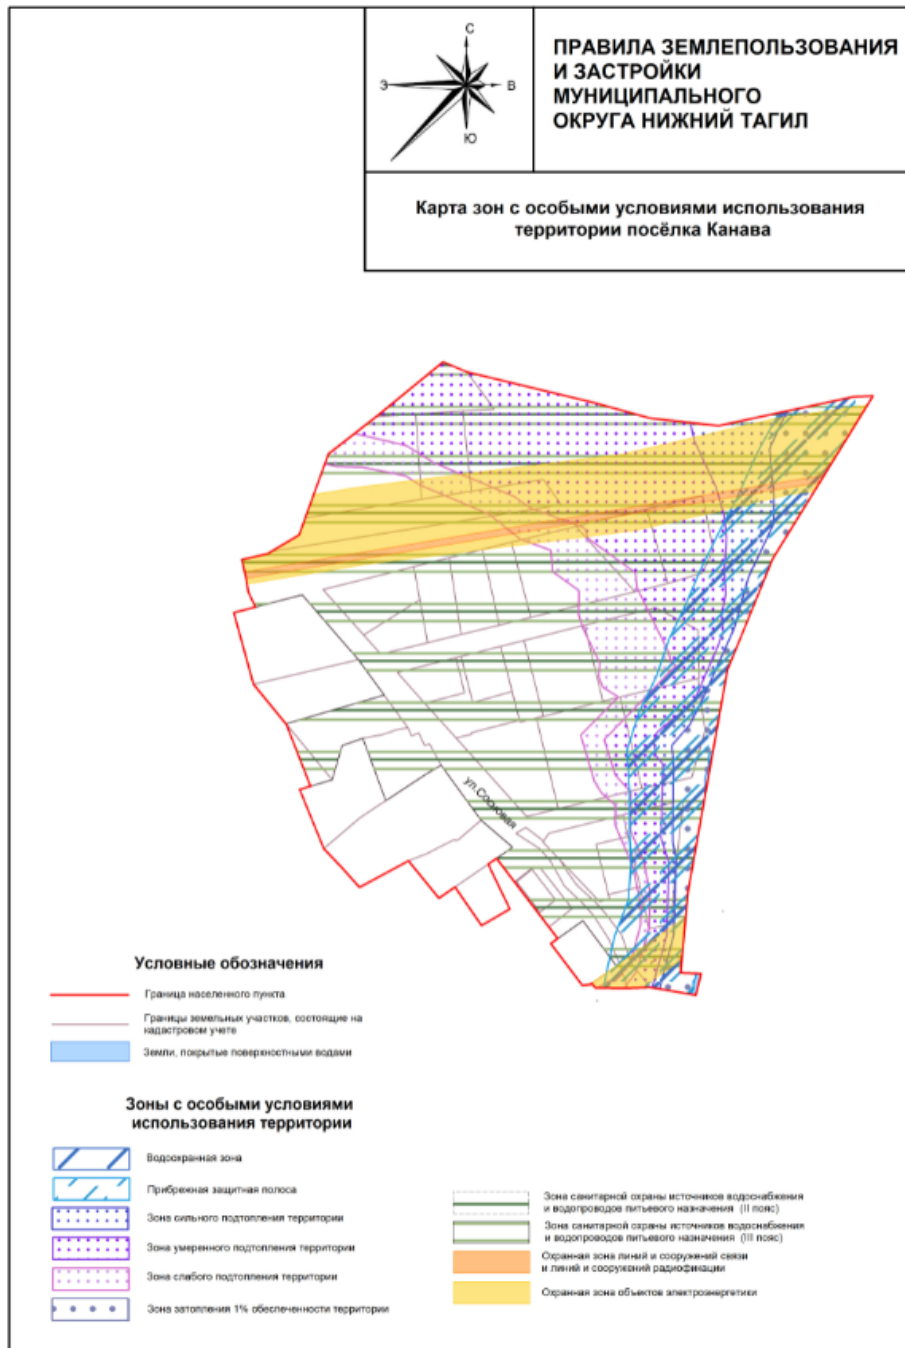 С
З
В
Ю
ПРАВИЛА ЗЕМЛЕПОЛЬЗОВАНИЯ
И ЗАСТРОЙКИ
МУНИЦИПАЛЬНОГО
ОКРУГА НИЖНИЙ ТАГИЛ
Карта зон с особыми условиями использования
территории посёлка Канава
ул.Сосновая
Условные обозначения
Граница населенного пункта
Границы земельных участков, состоящие на
кадастровом учете
Земли, покрытые поверхностными водами
Зоны с особыми условиями
использования территории
Водоохранная зона
Прибрежная защитная полоса
Зона сильного подтопления территории
Зона умеренного подтопления территории
Зона слабого подтопления территории
Зона затопления 1% обеспеченности территории
Зона санитарной охраны источников водоснабжения
и водопроводов питьевого назначения (II пояс)
Зона санитарной охраны источников водоснабжения
и водопроводов питьевого назначения (III пояс)
Охранная зона линий и сооружений связи
и линий и сооружений радиофикации
Охранная зона объектов электроэнергетики